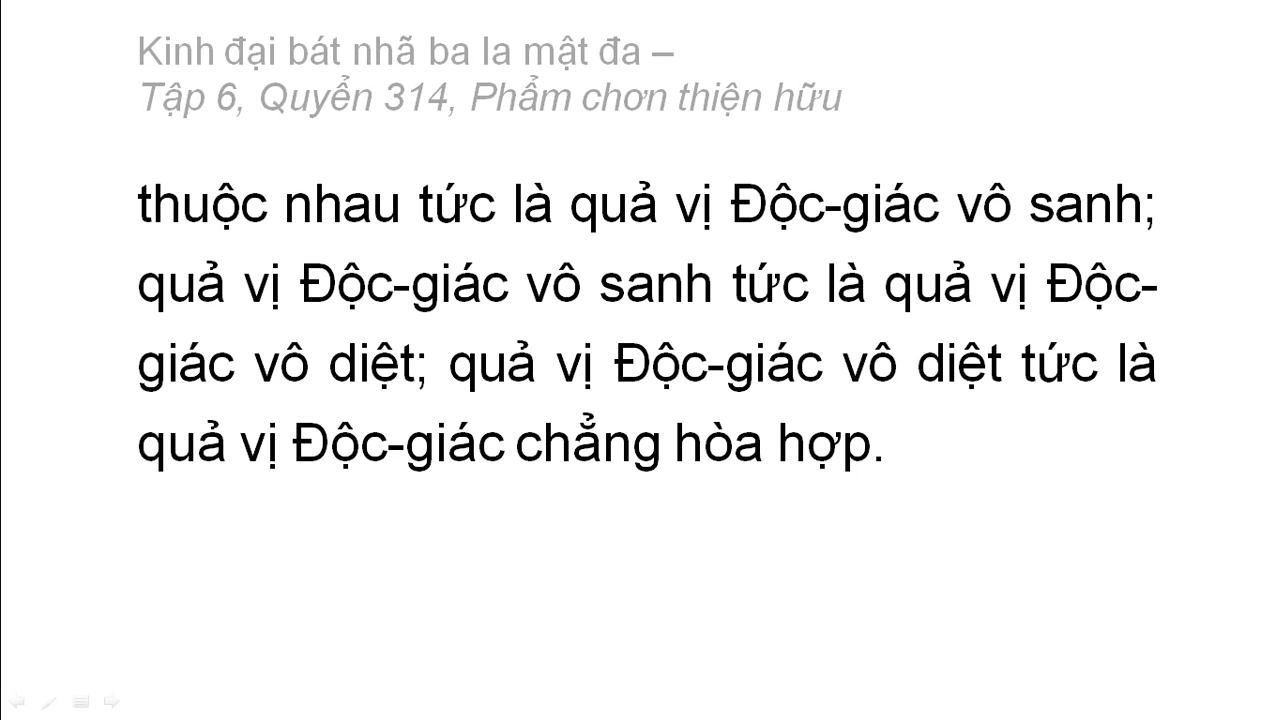 Kinh đại bát nhã ba la mật đa –
Tập 6, Quyển 314, Phẩm chơn thiện hữu
thuộc nhau tức là quả vị Độc-giác vô sanh;
quả vị Độc-giác vô sanh tức là quả vị Độc-
giác vô diệt; quả vị Độc-giác vô diệt tức là
quả vị Độc-giác chẳng hòa hợp.